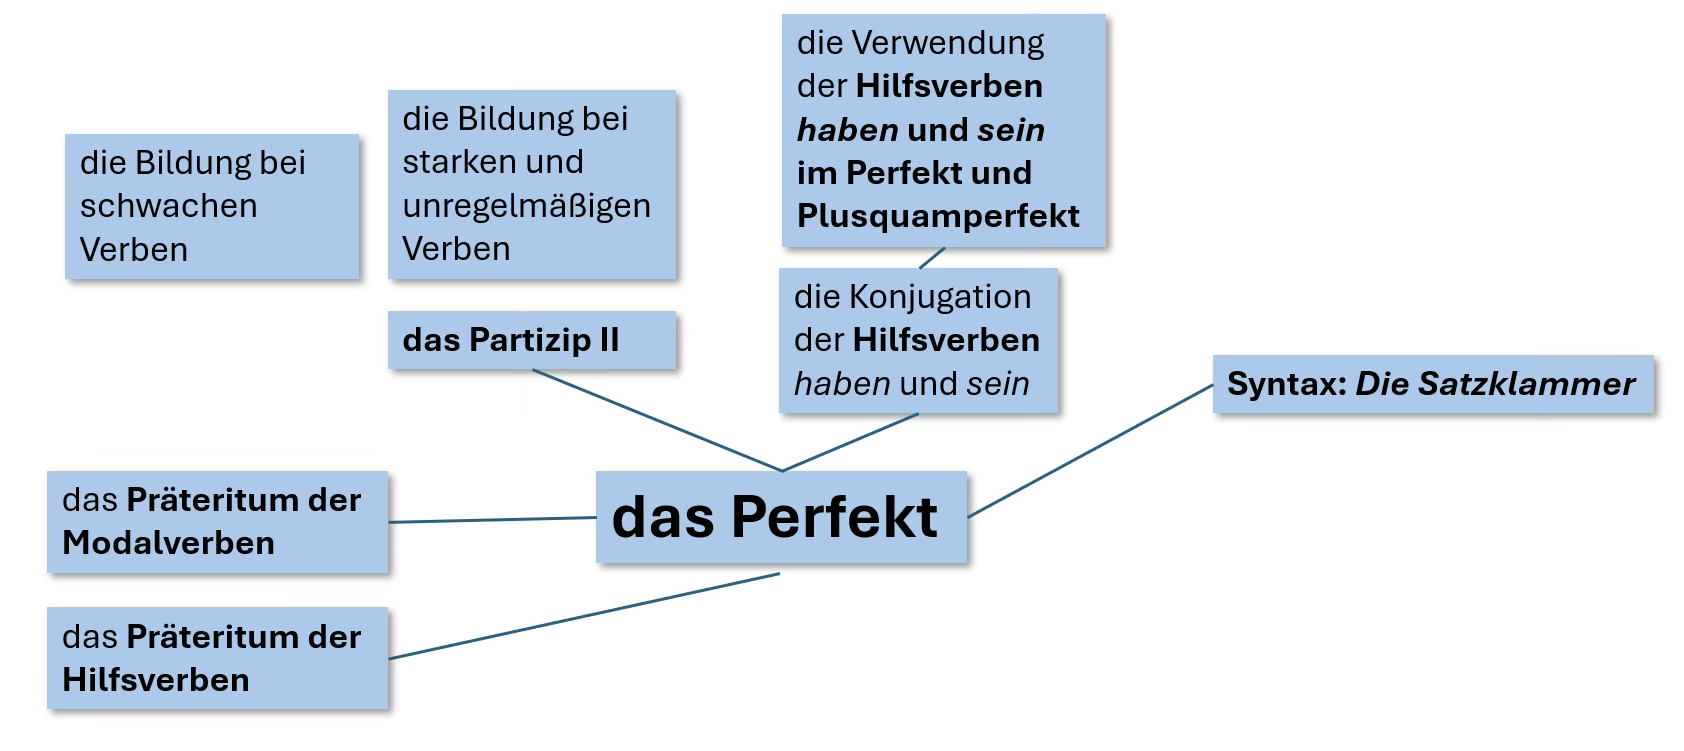 die Verwendung
der Hilfsverben
haben und sein
im Perfekt und
Plusquamperfekt
die Bildung bei
starken und
unregelmäßigen
Verben
die Bildung bei
schwachen
Verben
die Konjugation
der Hilfsverben
haben und sein
das Partizip II
Syntax: Die Satzklammer
das Präteritum der
Modalverben
das Perfekt
das Präteritum der
Hilfsverben